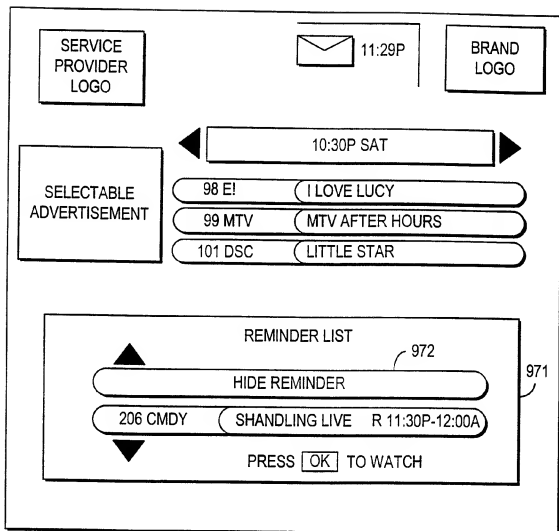 SERVICE
PROVIDER
LOGO
11:29P
BRAND
LOGO
10:30P SAT
SELECTABLE
ADVERTISEMENT
98 E! I LOVE LUCY
99 MTV MTV AFTER HOURS
101 DSC LITTLE STAR
REMINDER LIST
972
HIDE REMINDER
971
206 CMDY SHANDLING LIVE R 11:30P-12:00A
PRESS OK TO WATCH